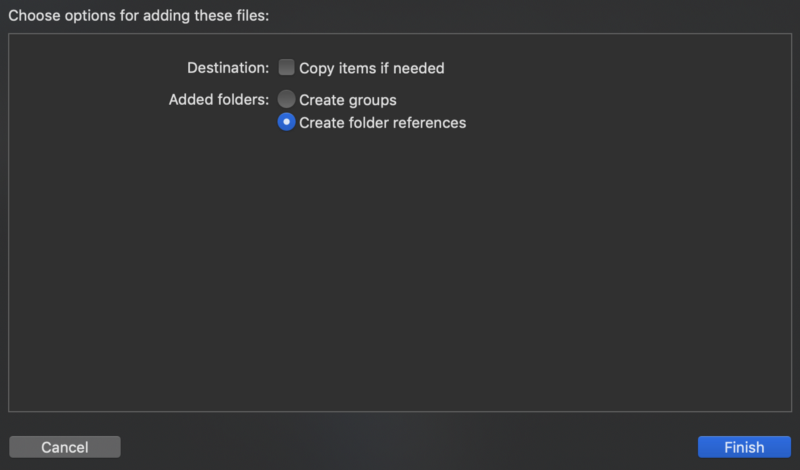 Choose options for adding these files:
Destination: Copy items if needed
Added folders: Create groups
Create folder references
Cancel Finish